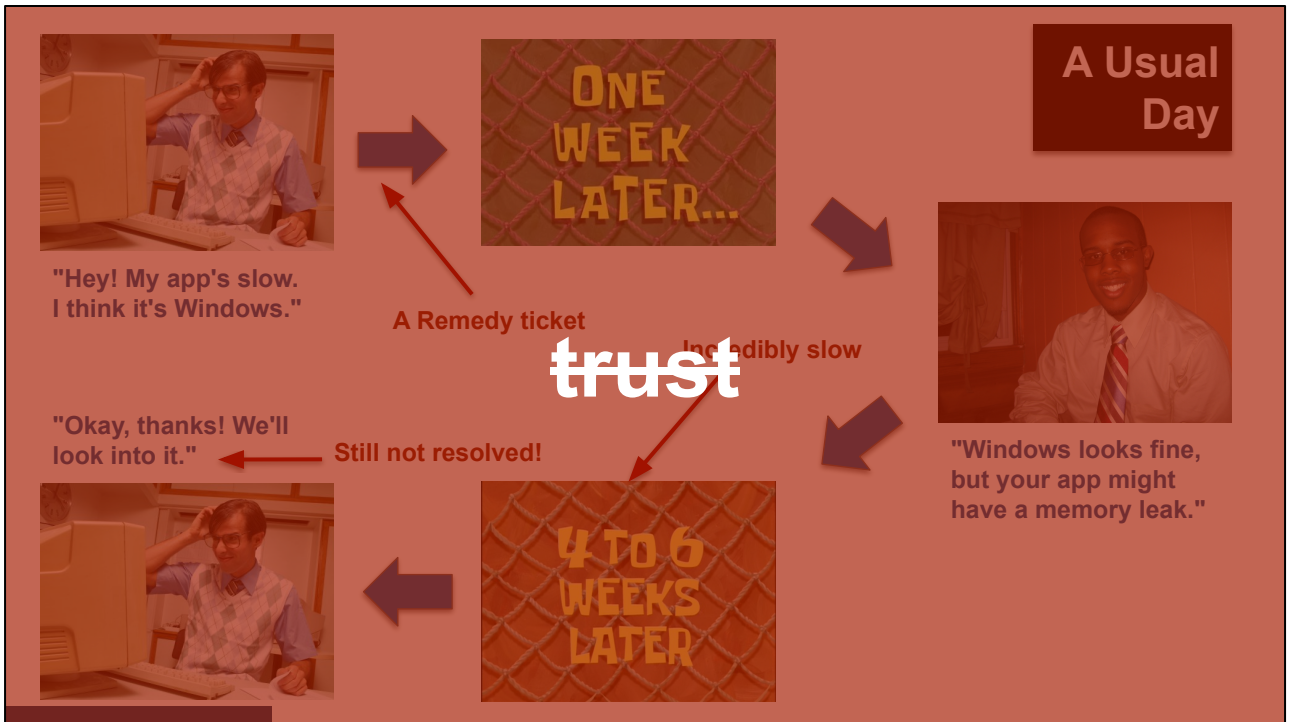 A Usual
Day
ONE
WEEK
LATER...
"Hey! My app's slow.
I think it's Windows."
A Remedy ticket
Incredibly slow
trust
"Okay, thanks! We'll
look into it."
Still not resolved!
"Windows looks fine,
but your app might
have a memory leak."
4 TO 6
WEEKS
LATER